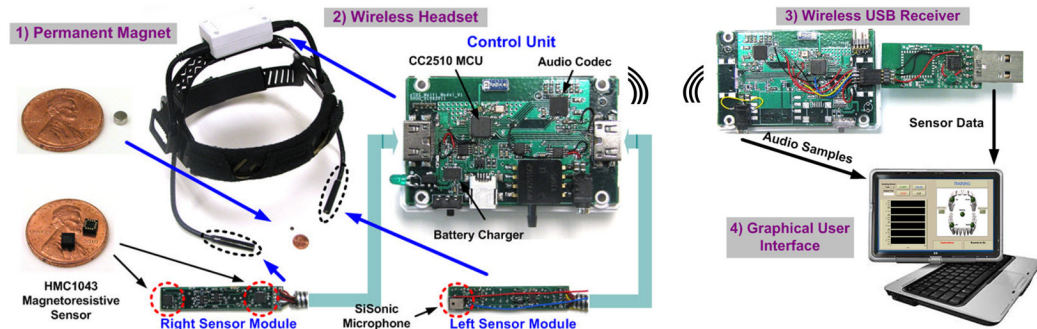 1) Permanent Magnet
2) Wireless Headset
Control Unit
CC2510 MCU
Audio Codec
Battery Charger
3) Wireless USB Receiver
Sensor Data
Audio Samples
4) Graphical User
Interface
HMC1043
Magnetoresistive
Sensor
Right Sensor Module
SiSonic
Microphone
Left Sensor Module